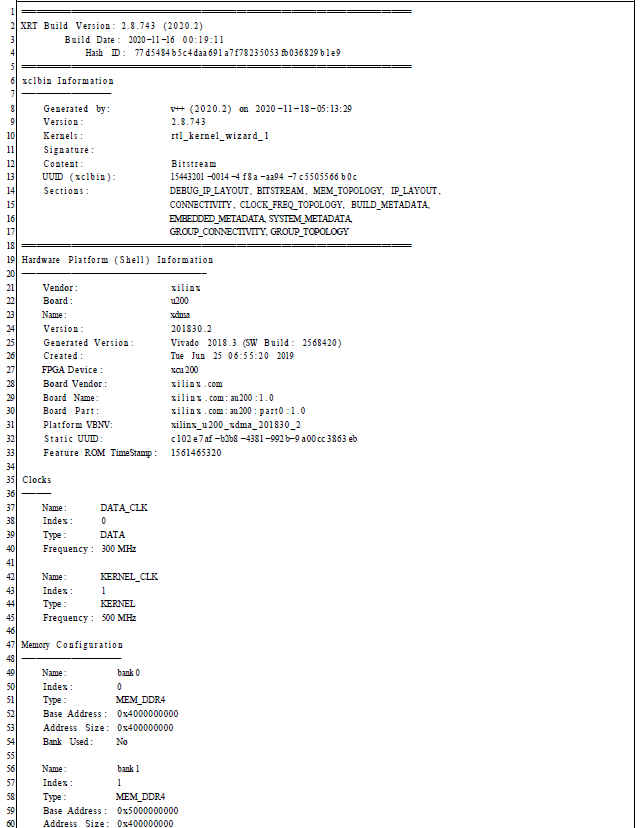 1 ==============================
2 XRT Build Version: 2.8.743 (2020.2)
3 Build Date: 2020-11-16 00:19:11
4 Hash ID: 77d5484b5c4daa691a7f78235053fb036829b1e9
5 ==============================
6 xclbin Information
7 ------------------
8 Generated by: v++ (2020.2) on 2020-11-18-05:13:29
9 Version: 2.8.743
10 Kernels: rtl_kernel_wizard_1
11 Signature:
12 Content: Bitstream
13 UUID (xclbin): 15443201-0014-4f8a-aa94-7c5505566b0c
14 Sections: DEBUG_IP_LAYOUT, BITSTREAM, MEM_TOPOLOGY, IP_LAYOUT,
15 CONNECTIVITY, CLOCK_FREQ_TOPOLOGY, BUILD_METADATA,
16 EMBEDDED_METADATA, SYSTEM_METADATA,
17 GROUP_CONNECTIVITY, GROUP_TOPOLOGY
18 ==============================
19 Hardware Platform (Shell) Information
20 -------------------------------------
21 Vendor: xilinx
22 Board: u200
23 Name: xdma
24 Version: 201830.2
25 Generated Version: Vivado 2018.3 (SW Build: 2568420)
26 Created: Tue Jun 25 06:55:20 2019
27 FPGA Device: xcu200
28 Board Vendor: xilinx.com
29 Board Name: xilinx.com:au200:1.0
30 Board Part: xilinx.com:au200:part0:1.0
31 Platform VBNV: xilinx_u200_xdma_201830_2
32 Static UUID: c102e7af-b2b8-4381-992b-9a00cc3863eb
33 Feature ROM TimeStamp: 1561465320
34
35 Clocks
36 ------
37 Name: DATA_CLK
38 Index: 0
39 Type: DATA
40 Frequency: 300 MHz
41
42 Name: KERNEL_CLK
43 Index: 1
44 Type: KERNEL
45 Frequency: 500 MHz
46
47 Memory Configuration
48 --------------------
49 Name: bank0
50 Index: 0
51 Type: MEM_DDR4
52 Base Address: 0x4000000000
53 Address Size: 0x400000000
54 Bank Used: No
55
56 Name: bank1
57 Index: 1
58 Type: MEM_DDR4
59 Base Address: 0x5000000000
60 Address Size: 0x400000000